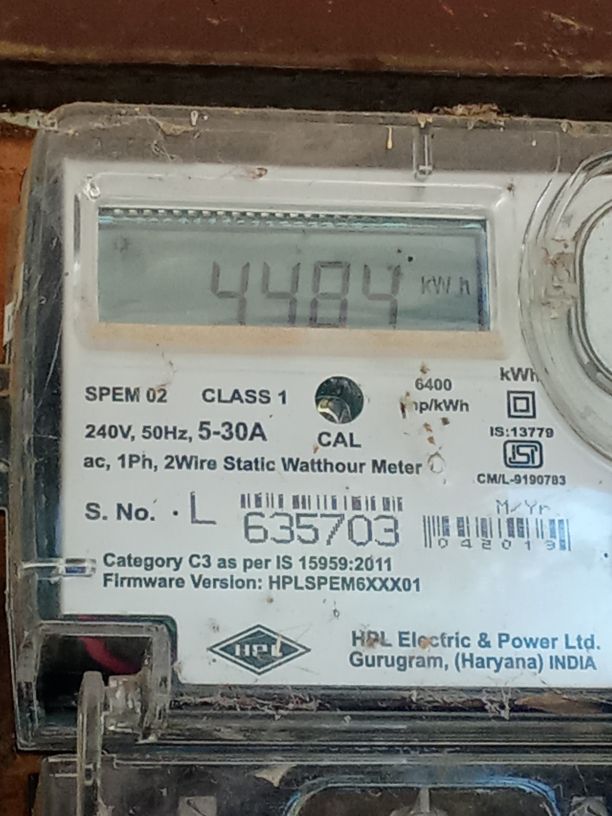 4484 kWh
SPEM 02 CLASS 1
6400 kWh
imp/kWh
240V, 50Hz, 5-30A
CAL
IS:13779
ac, 1Ph, 2Wire Static Watthour Meter
ISI
CM/L-9190783
S. No. L 635703
M/Yr.
042019
Category C3 as per IS 15959:2011
Firmware Version: HPLSPEM6XXX01
HPL
HPL Electric & Power Ltd.
Gurugram, (Haryana) INDIA